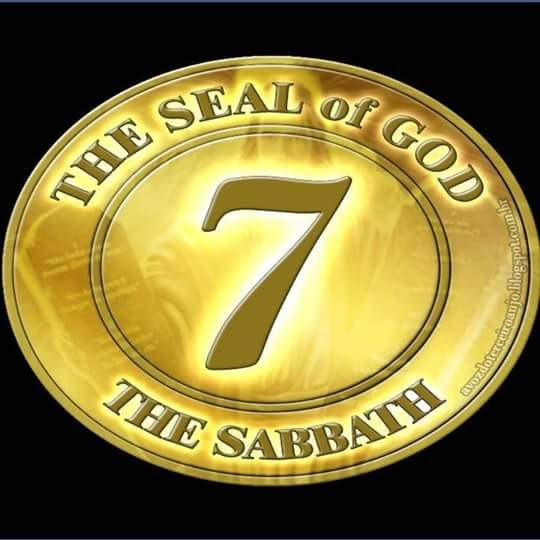 THE SEAL of GOD
7
THE SABBATH
avozdoterceiroanjo.blogspot.com.br